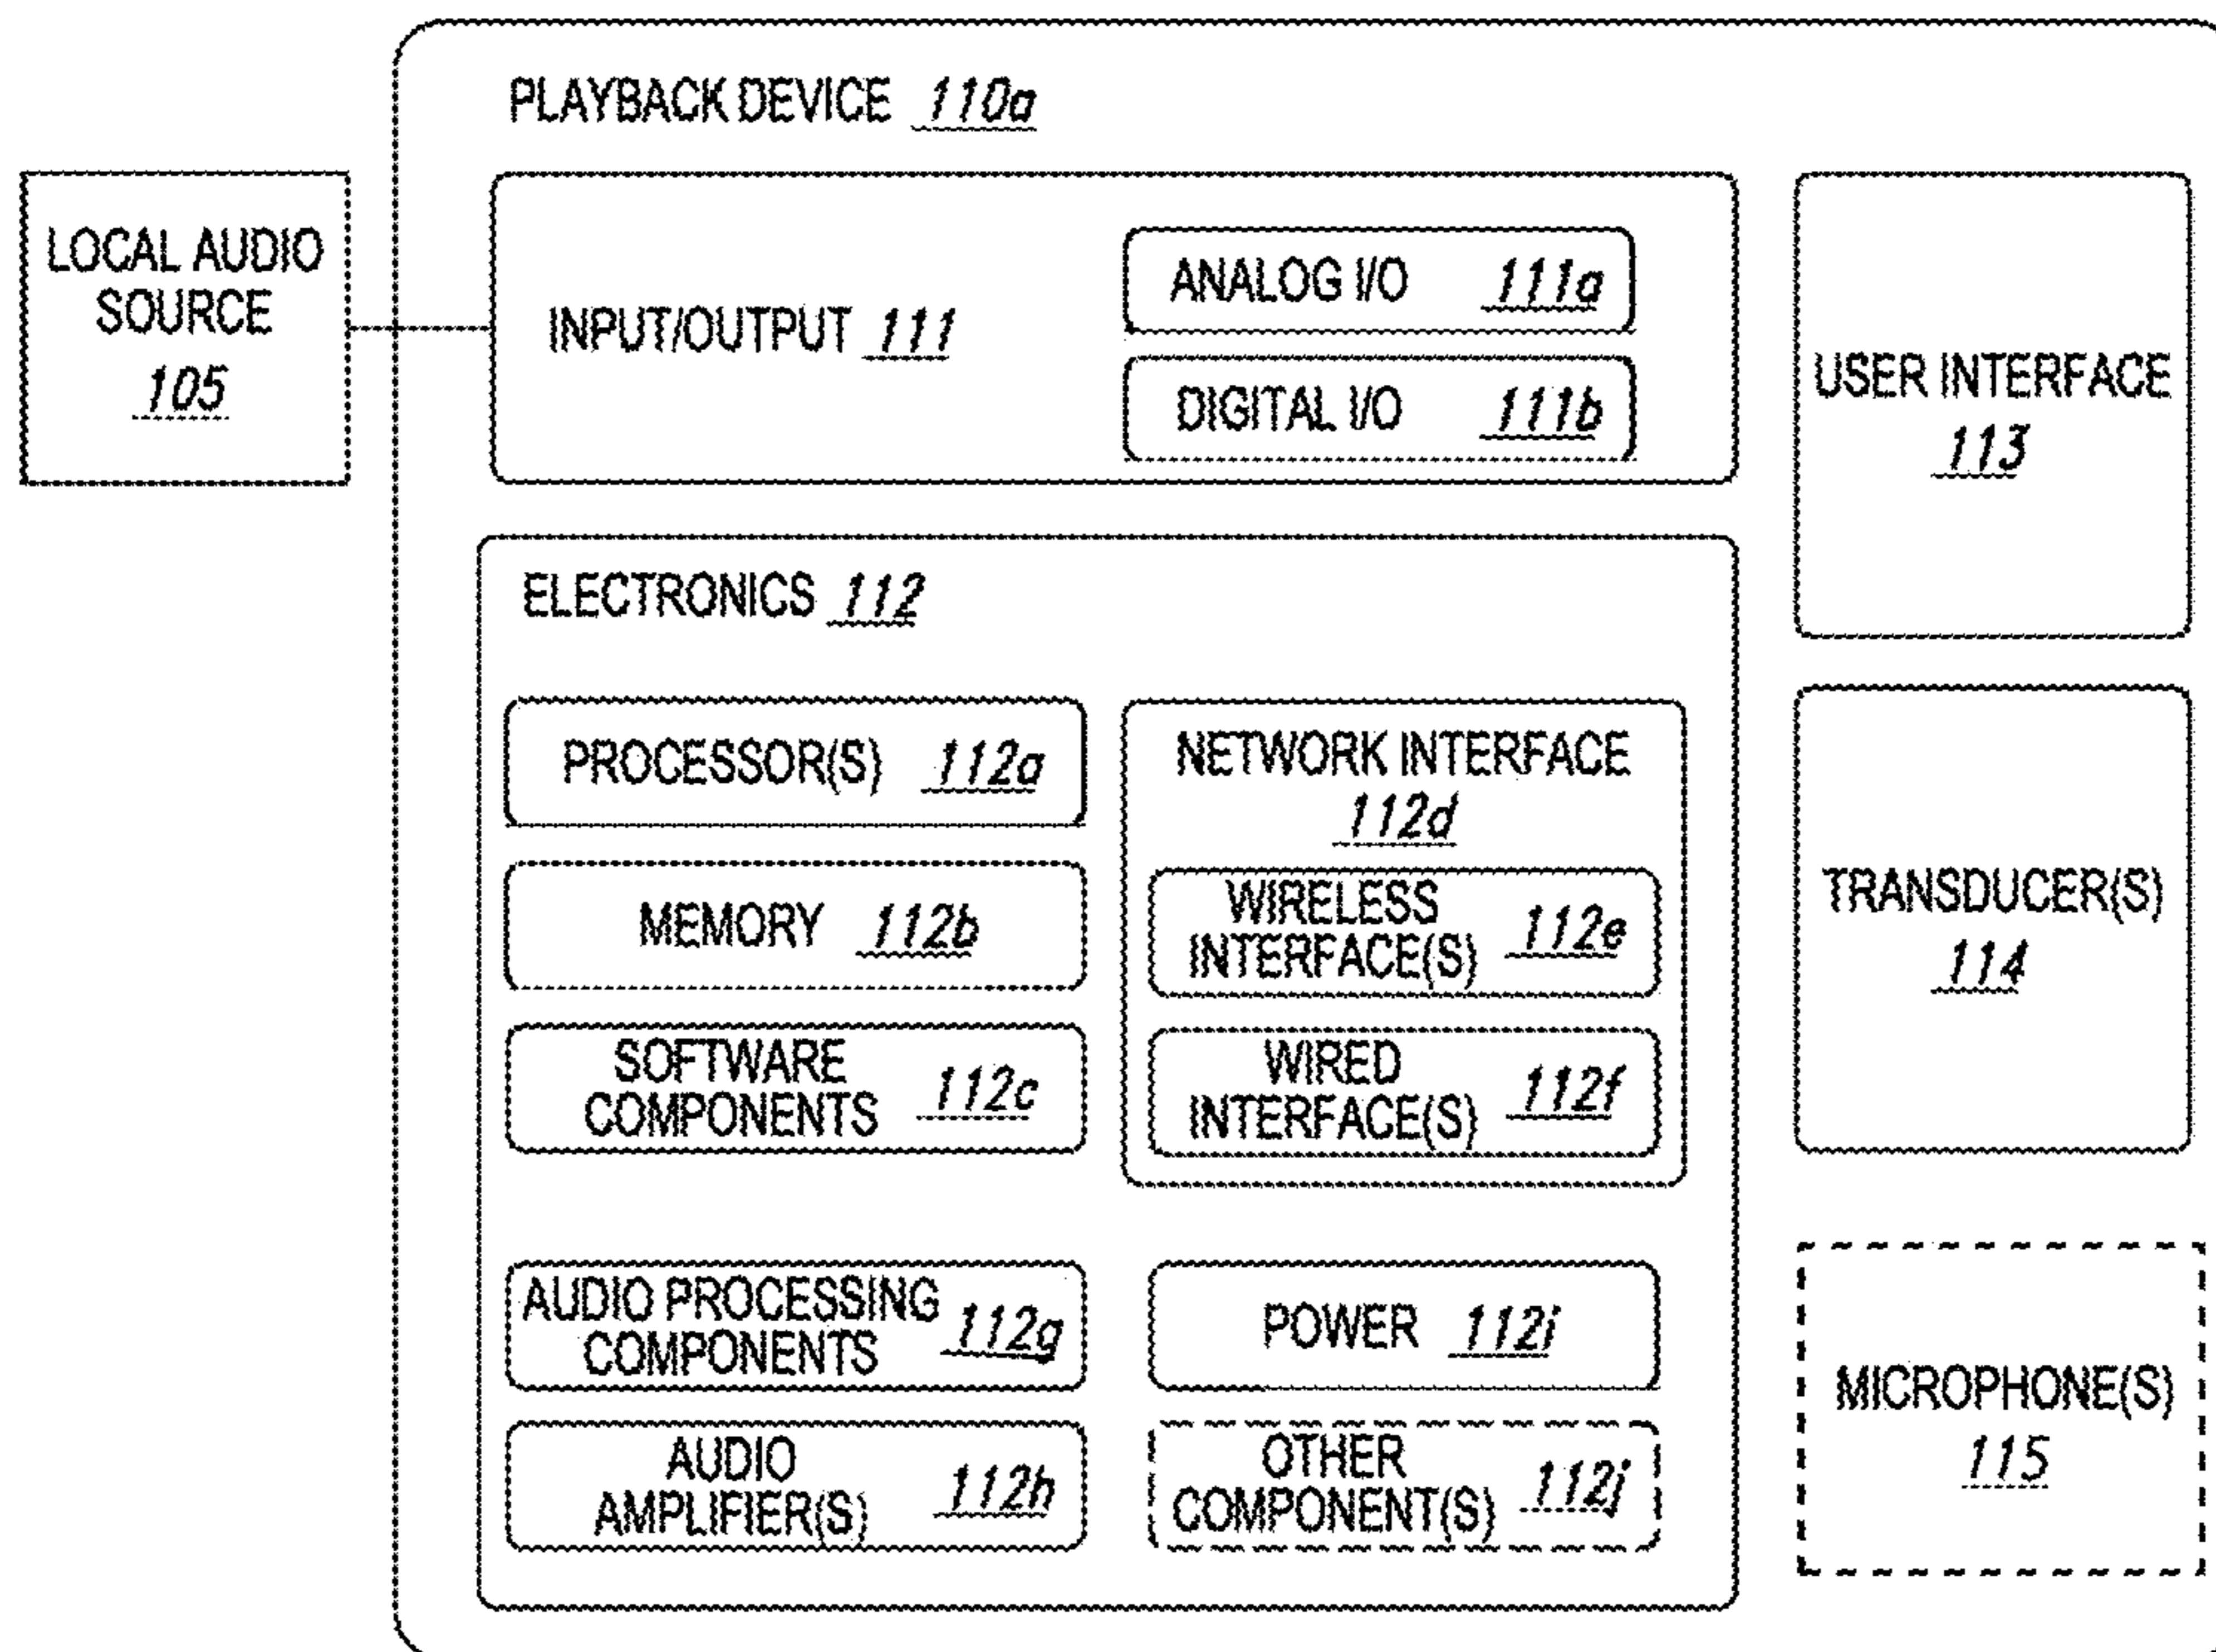 PLAYBACK DEVICE 110a
LOCAL AUDIO
SOURCE
105
INPUT/OUTPUT 111
ANALOG I/O 111a
DIGITAL I/O 111b
USER INTERFACE
113
ELECTRONICS 112
PROCESSOR(S) 112a
MEMORY 112b
SOFTWARE
COMPONENTS 112c
NETWORK INTERFACE
112d
WIRELESS
INTERFACE(S) 112e
WIRED
INTERFACE(S) 112f
AUDIO PROCESSING
COMPONENTS 112g
AUDIO
AMPLIFIER(S) 112h
POWER 112i
OTHER
COMPONENT(S) 112j
TRANSDUCER(S)
114
MICROPHONE(S)
115